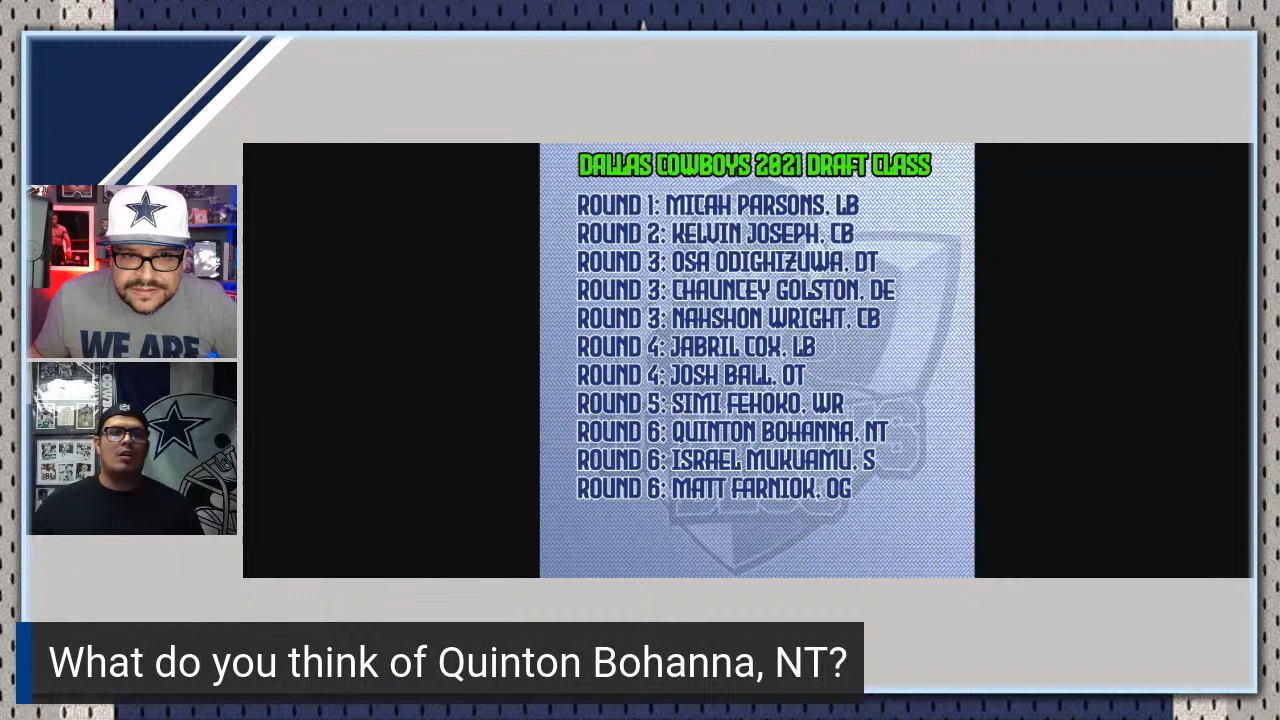 DALLAS COWBOYS 2021 DRAFT CLASS
ROUND 1: MICAH PARSONS, LB
ROUND 2: KELVIN JOSEPH, CB
ROUND 3: OSA ODIGHIZUWA, DT
ROUND 3: CHAUNCEY GOLSTON, DE
ROUND 3: NAHSHON WRIGHT, CB
ROUND 4: JABRIL COX, LB
ROUND 4: JOSH BALL, OT
ROUND 5: SIMI FEHOKO, WR
ROUND 6: QUINTON BOHANNA, NT
ROUND 6: ISRAEL MUKUAMU, S
ROUND 6: MATT FARNIOK, OG
WE ARE
What do you think of Quinton Bohanna, NT?